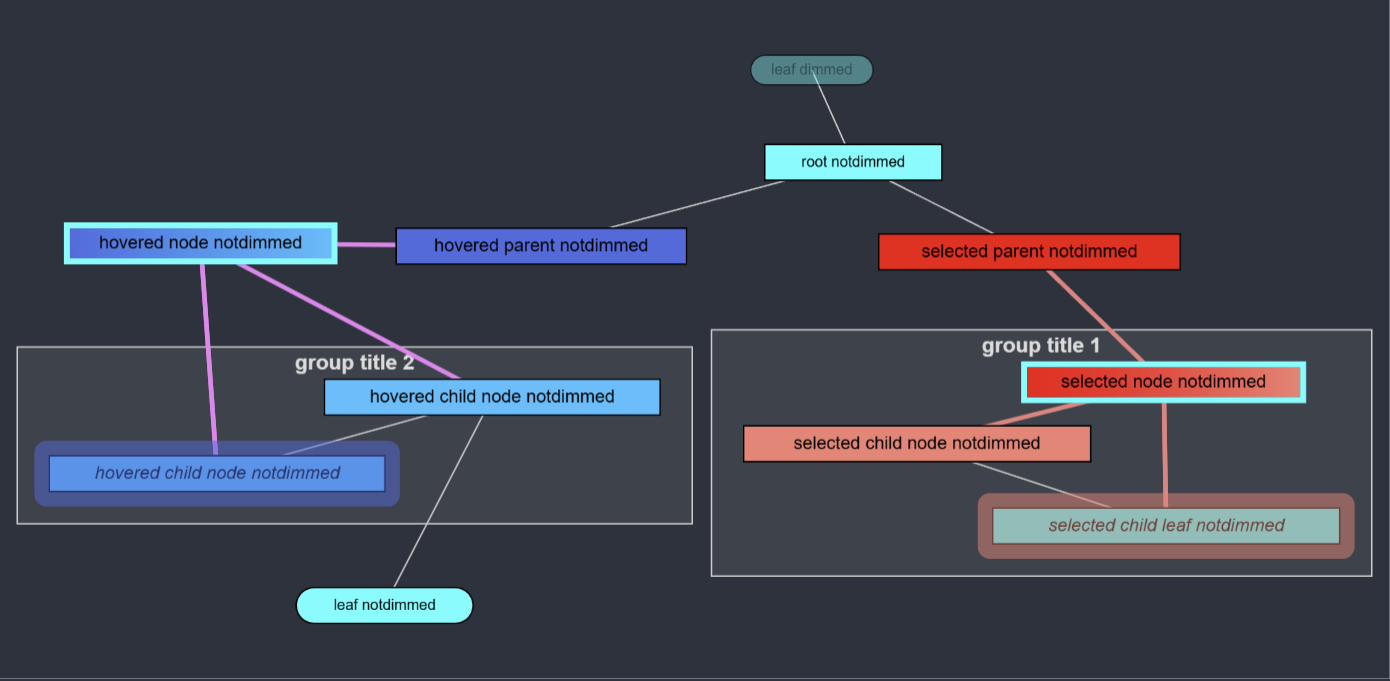 leaf dimmed
root notdimmed
hovered node notdimmed
hovered parent notdimmed
selected parent notdimmed
group title 2
hovered child node notdimmed
hovered child node notdimmed
leaf notdimmed
group title 1
selected node notdimmed
selected child node notdimmed
selected child leaf notdimmed